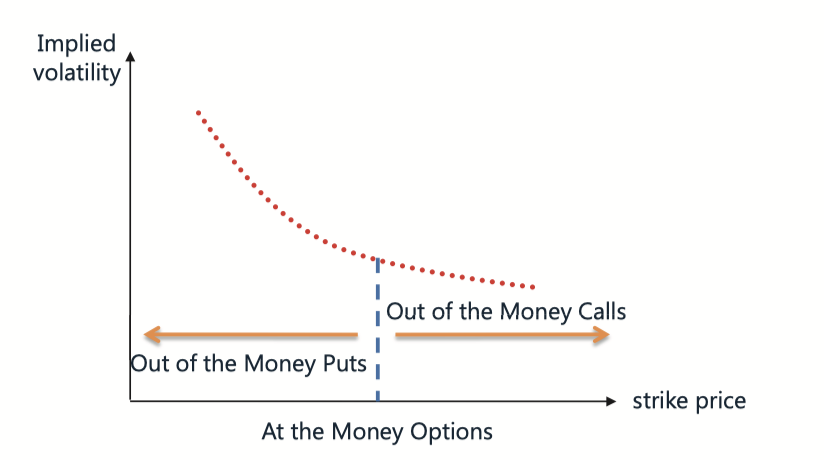 Implied
volatility
Out of the Money Calls
Out of the Money Puts
strike price
At the Money Options